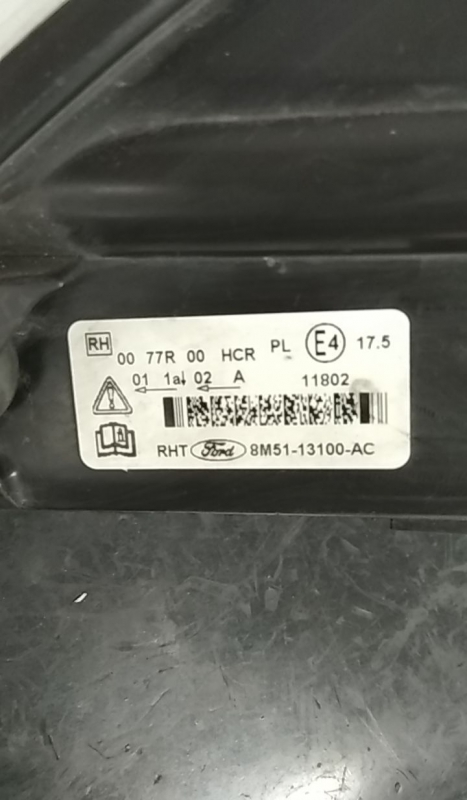 RH 00 77R 00 HCR PL E4 17.5
01 1a↓ 02 A 11802
RHT Ford 8M51-13100-AC